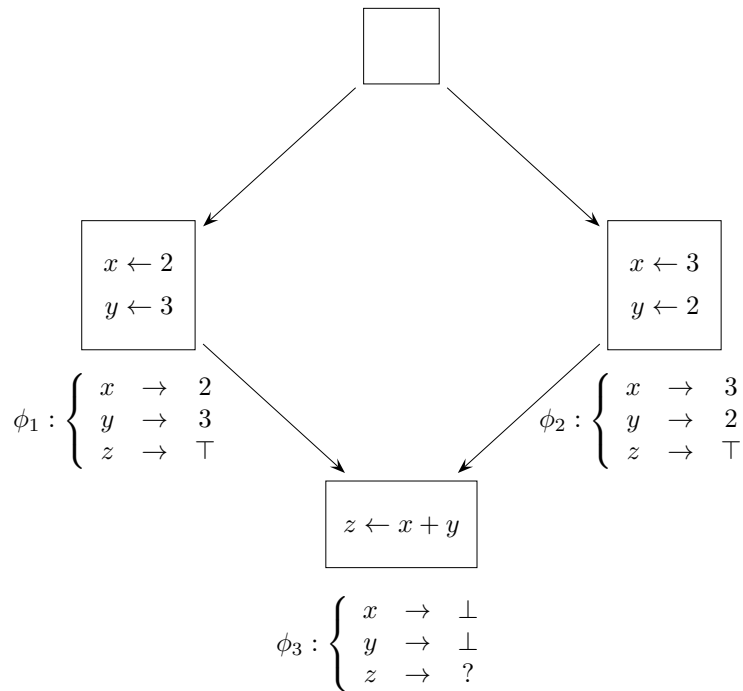 x ← 2
y ← 3
x ← 3
y ← 2
ϕ₁ : { x → 2
y → 3
z → ⊤
ϕ₂ : { x → 3
y → 2
z → ⊤
z ← x + y
ϕ₃ : { x → ⊥
y → ⊥
z → ?